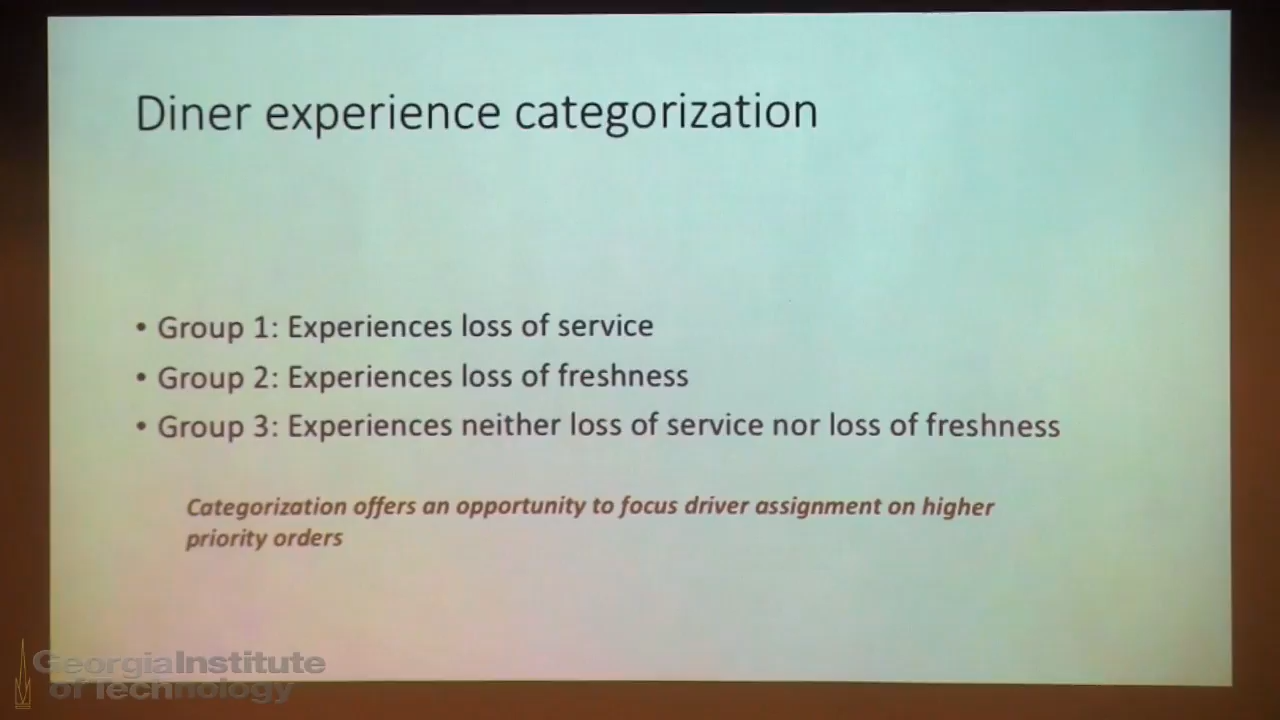 Diner experience categorization
• Group 1: Experiences loss of service
• Group 2: Experiences loss of freshness
• Group 3: Experiences neither loss of service nor loss of freshness
Categorization offers an opportunity to focus driver assignment on higher
priority orders
GeorgiaInstitute
of Technology